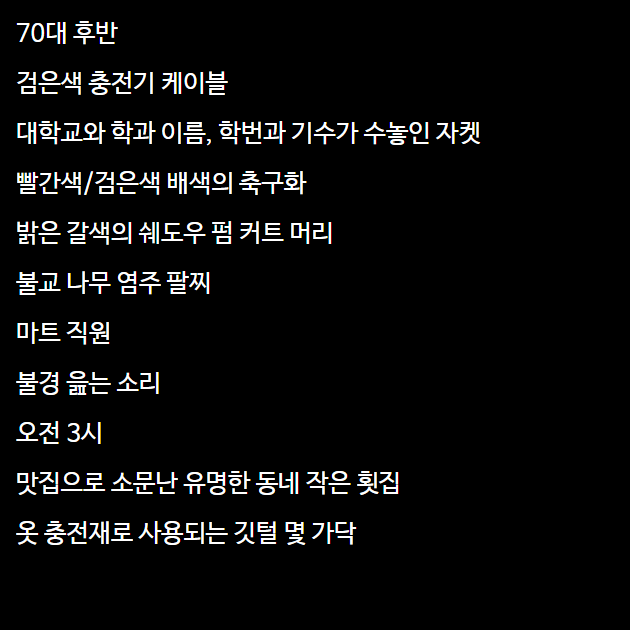 70대 후반
검은색 충전기 케이블
대학교와 학과 이름, 학번과 기수가 수놓인 자켓
빨간색/검은색 배색의 축구화
밝은 갈색의 쉐도우 펌 커트 머리
불교 나무 염주 팔찌
마트 직원
불경 읊는 소리
오전 3시
맛집으로 소문난 유명한 동네 작은 횟집
옷 충전재로 사용되는 깃털 몇 가닥